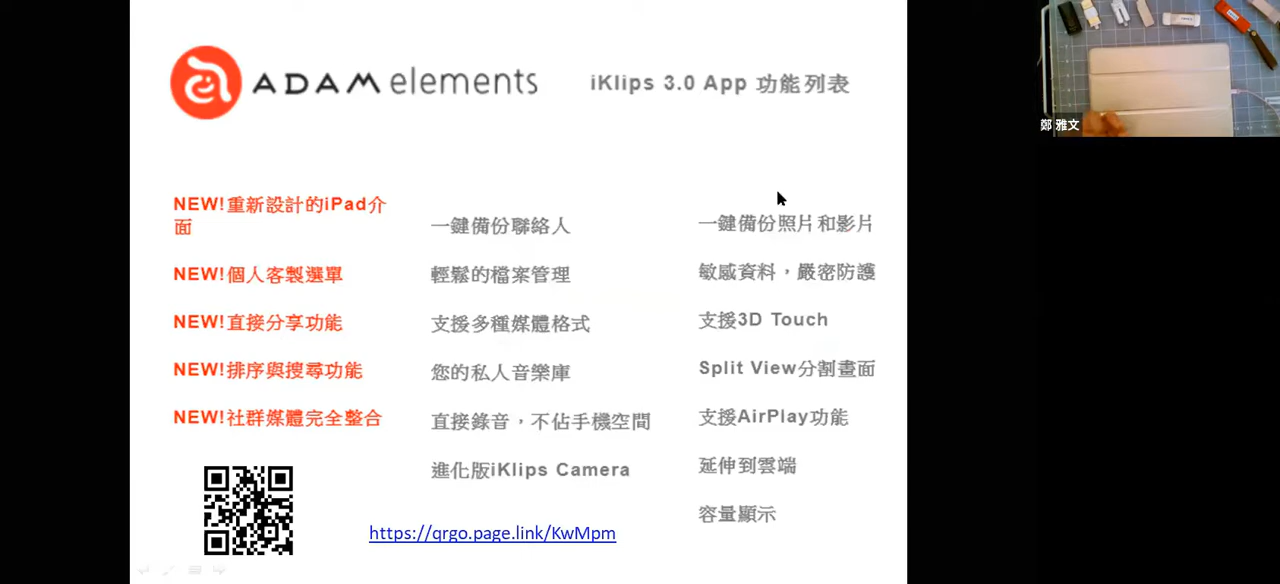 ADAM elements
iKlips 3.0 App 功能列表
NEW!重新設計的iPad介
面
NEW!個人客製選單
NEW!直接分享功能
NEW!排序與搜尋功能
NEW!社群媒體完全整合
一鍵備份聯絡人
輕鬆的檔案管理
支援多種媒體格式
您的私人音樂庫
直接錄音，不佔手機空間
進化版iKlips Camera
一鍵備份照片和影片
敏感資料，嚴密防護
支援3D Touch
Split View分割畫面
支援AirPlay功能
延伸到雲端
容量顯示
https://qrgo.page.link/KwMpm
鄭 雅文